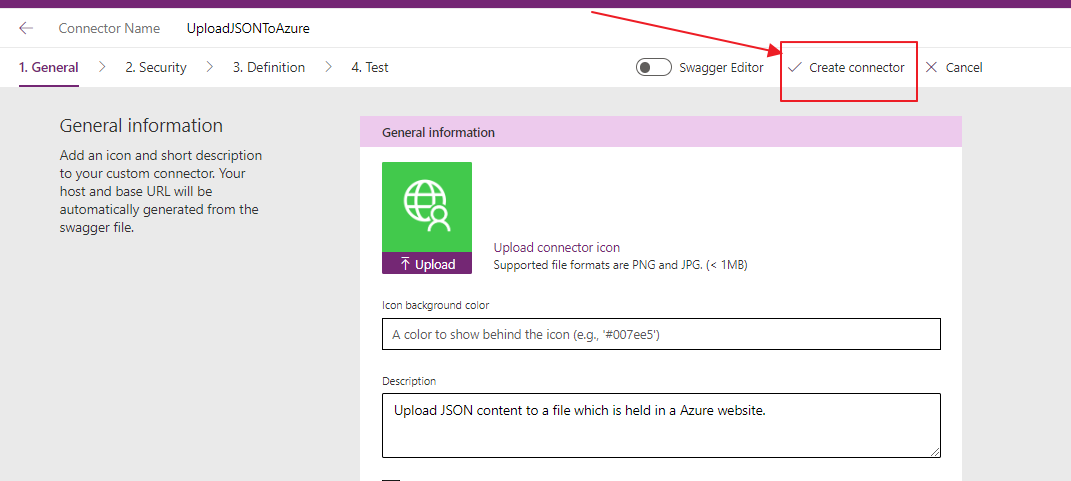 Connector Name UploadJSONToAzure
1. General 2. Security 3. Definition 4. Test Swagger Editor Create connector Cancel
General information
Add an icon and short description
to your custom connector. Your
host and base URL will be
automatically generated from the
swagger file.
General information
Upload
Upload connector icon
Supported file formats are PNG and JPG. (< 1MB)
Icon background color
A color to show behind the icon (e.g., '#007ee5')
Description
Upload JSON content to a file which is held in a Azure website.